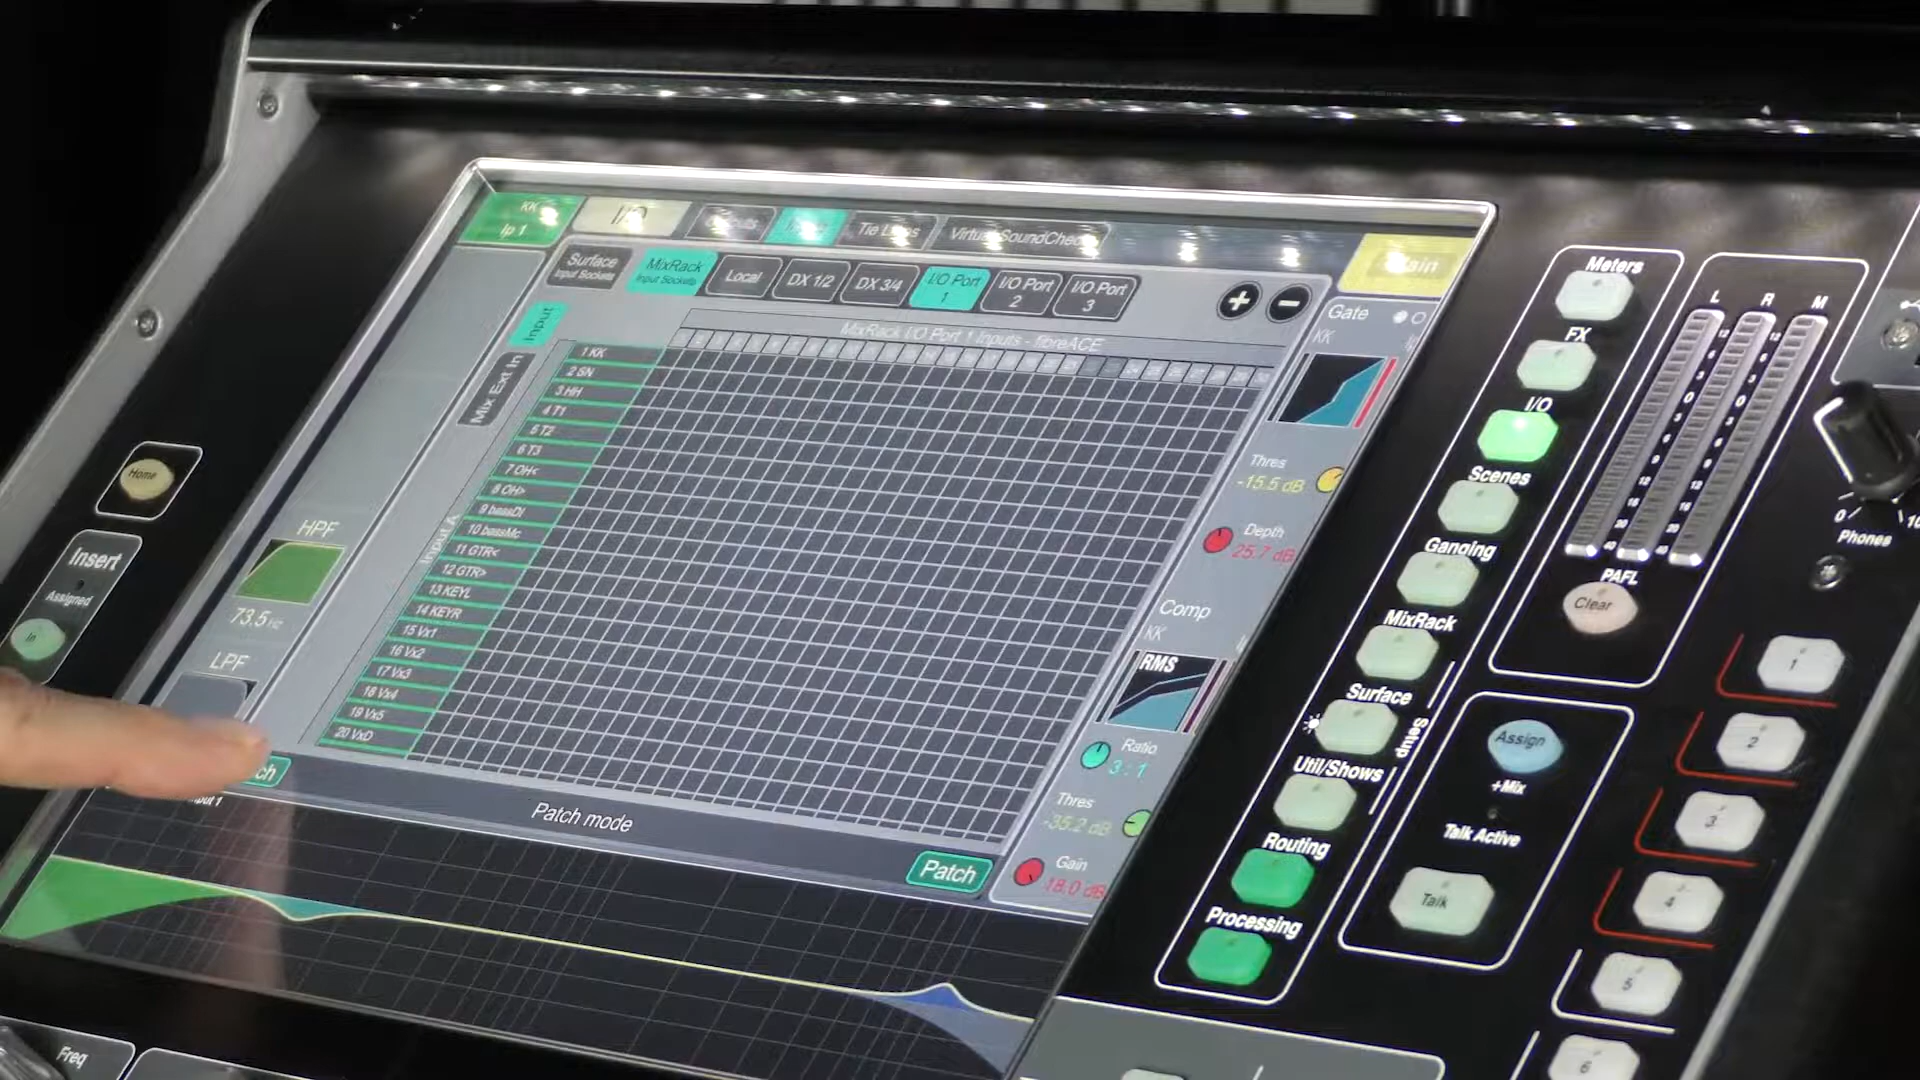 KK
Ip 1
I/O
Tie Lines
Virtual SoundCheck
Surface
Input Sockets
MixRack
Input Sockets
Local
DX 1/2
DX 3/4
I/O Port
1
I/O Port
2
I/O Port
3
+
−
MixRack I/O Port 1 Inputs - fibreACE
Input
Mix Ext In
Input A
1 KK
2 SN
3 HH
4 T1
5 T2
6 T3
7 OH<
8 OH>
9 bassDI
10 bassMc
11 GTR<
12 GTR>
13 KEYL
14 KEYR
15 Vx1
16 Vx2
17 Vx3
18 Vx4
19 Vx5
20 VxD
Patch mode
Patch
HPF
73.5 Hz
LPF
Gate
KK
Thres
-15.5 dB
Depth
25.7 dB
Comp
KK
RMS
Ratio
3 : 1
Thres
-35.2 dB
Gain
18.0 dB
Home
Insert
Assigned
In
Freq
Meters
FX
I/O
Scenes
Ganging
MixRack
Surface
Setup
Util/Shows
Routing
Processing
L
R
M
PAFL
Clear
Assign
+Mix
Talk Active
Talk
Phones
0
10
1
2
3
4
5
6